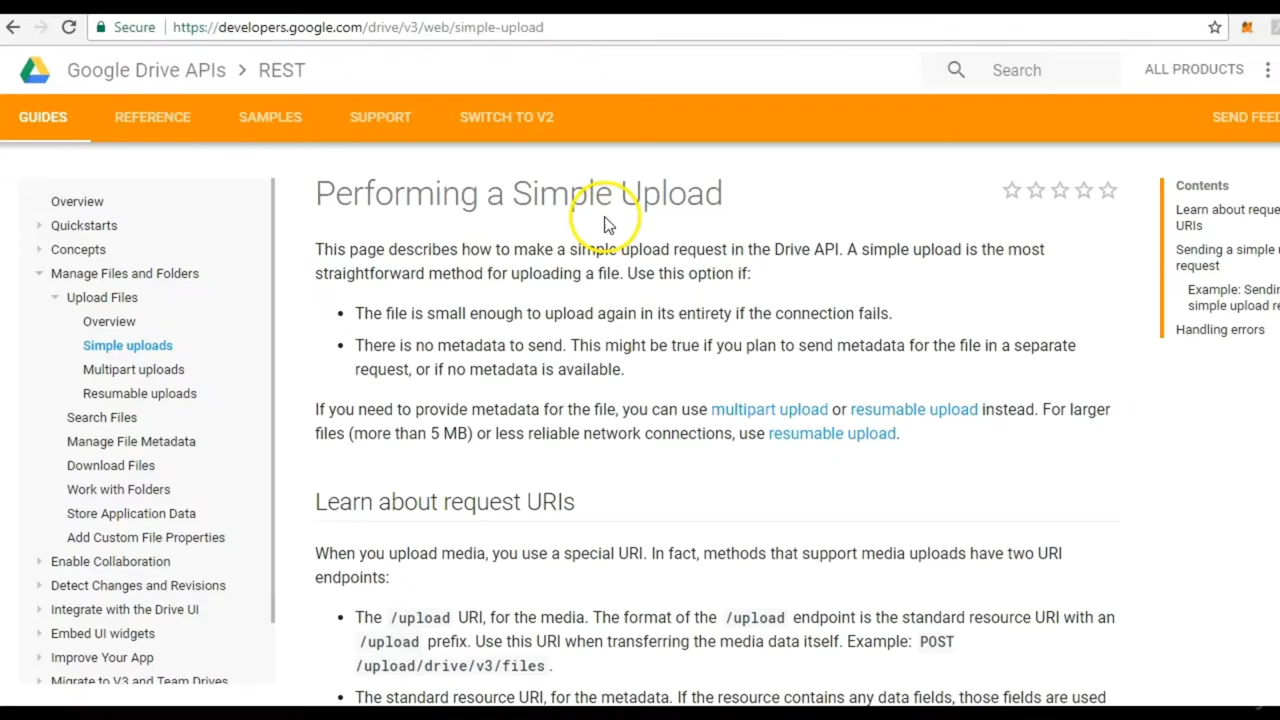 Secure https://developers.google.com/drive/v3/web/simple-upload
Google Drive APIs > REST
Search
ALL PRODUCTS
GUIDES
REFERENCE
SAMPLES
SUPPORT
SWITCH TO V2
SEND FEED
Overview
Quickstarts
Concepts
Manage Files and Folders
Upload Files
Overview
Simple uploads
Multipart uploads
Resumable uploads
Search Files
Manage File Metadata
Download Files
Work with Folders
Store Application Data
Add Custom File Properties
Enable Collaboration
Detect Changes and Revisions
Integrate with the Drive UI
Embed UI widgets
Improve Your App
Migrate to V3 and Team Drives
Performing a Simple Upload
This page describes how to make a simple upload request in the Drive API. A simple upload is the most
straightforward method for uploading a file. Use this option if:
• The file is small enough to upload again in its entirety if the connection fails.
• There is no metadata to send. This might be true if you plan to send metadata for the file in a separate
request, or if no metadata is available.
If you need to provide metadata for the file, you can use multipart upload or resumable upload instead. For larger
files (more than 5 MB) or less reliable network connections, use resumable upload.
Learn about request URIs
When you upload media, you use a special URI. In fact, methods that support media uploads have two URI
endpoints:
• The /upload URI, for the media. The format of the /upload endpoint is the standard resource URI with an
/upload prefix. Use this URI when transferring the media data itself. Example: POST
/upload/drive/v3/files.
• The standard resource URI, for the metadata. If the resource contains any data fields, those fields are used
Contents
Learn about reque
URIs
Sending a simple
request
Example: Sendin
simple upload re
Handling errors